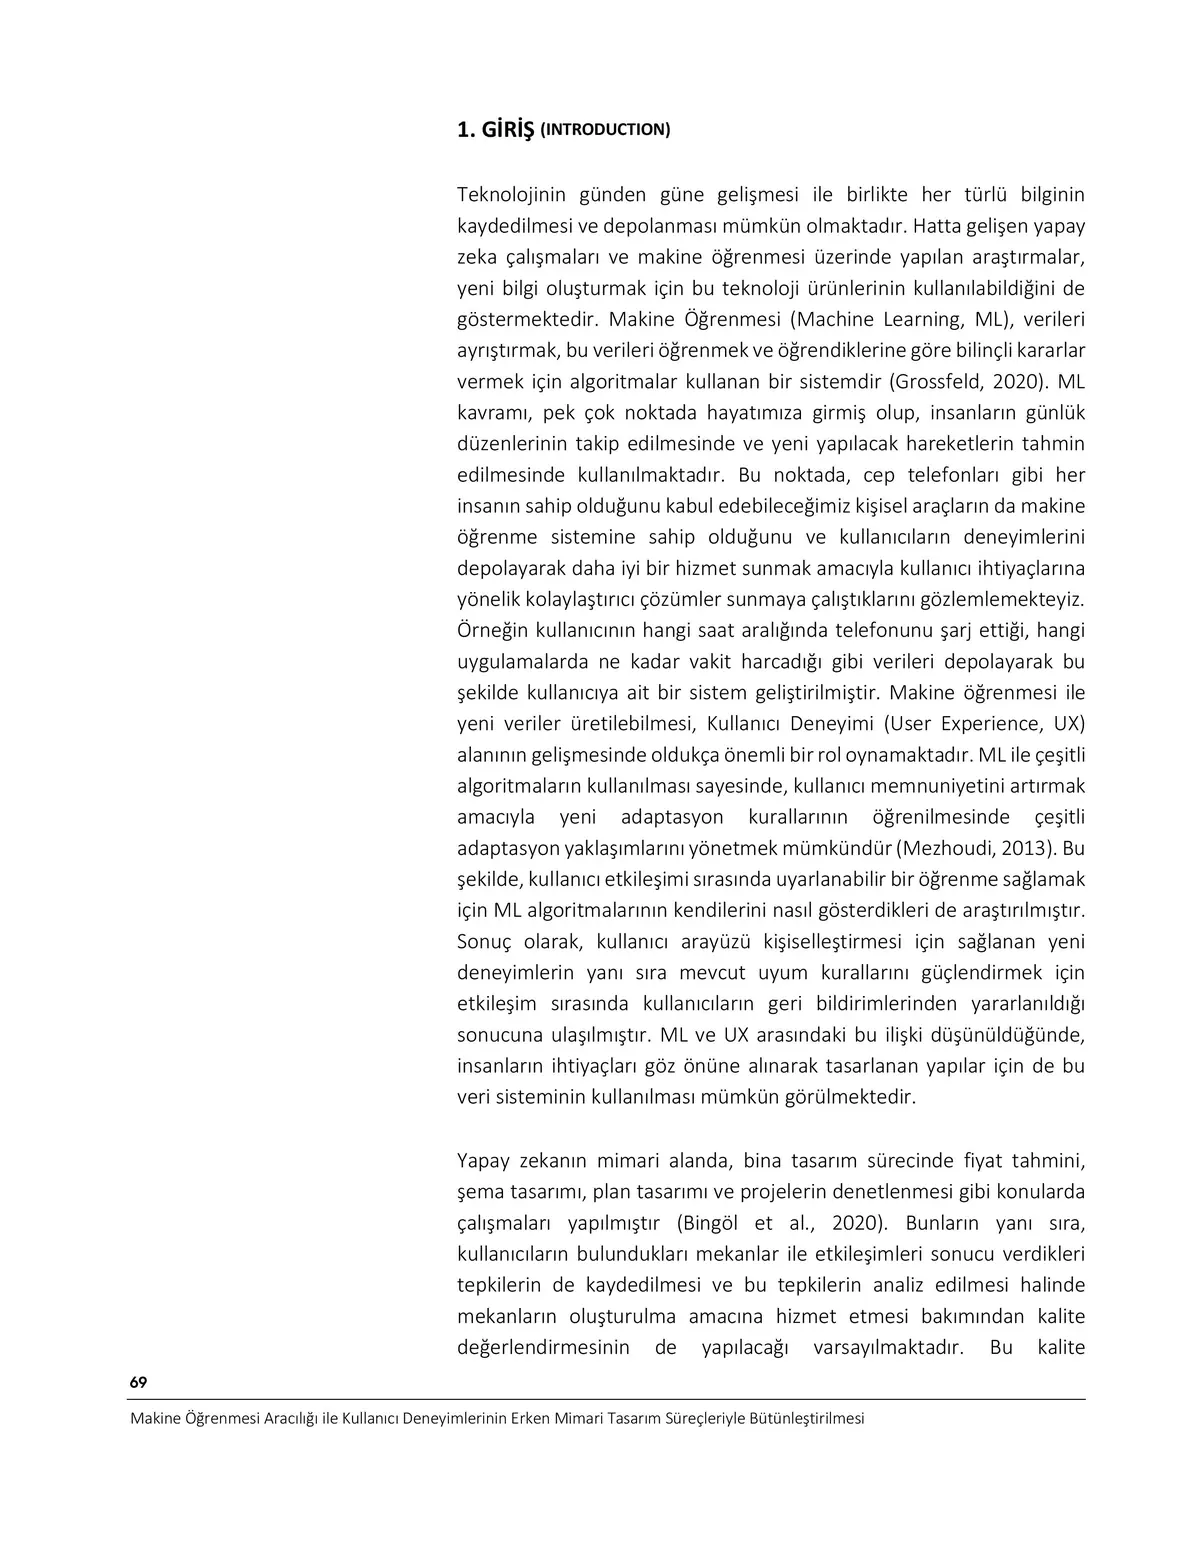 1. GİRİŞ (INTRODUCTION)
Teknolojinin günden güne gelişmesi ile birlikte her türlü bilginin
kaydedilmesi ve depolanması mümkün olmaktadır. Hatta gelişen yapay
zeka çalışmaları ve makine öğrenmesi üzerinde yapılan araştırmalar,
yeni bilgi oluşturmak için bu teknoloji ürünlerinin kullanılabildiğini de
göstermektedir. Makine Öğrenmesi (Machine Learning, ML), verileri
ayrıştırmak, bu verileri öğrenmek ve öğrendiklerine göre bilinçli kararlar
vermek için algoritmalar kullanan bir sistemdir (Grossfeld, 2020). ML
kavramı, pek çok noktada hayatımıza girmiş olup, insanların günlük
düzenlerinin takip edilmesinde ve yeni yapılacak hareketlerin tahmin
edilmesinde kullanılmaktadır. Bu noktada, cep telefonları gibi her
insanın sahip olduğunu kabul edebileceğimiz kişisel araçların da makine
öğrenme sistemine sahip olduğunu ve kullanıcıların deneyimlerini
depolayarak daha iyi bir hizmet sunmak amacıyla kullanıcı ihtiyaçlarına
yönelik kolaylaştırıcı çözümler sunmaya çalıştıklarını gözlemlemekteyiz.
Örneğin kullanıcının hangi saat aralığında telefonunu şarj ettiği, hangi
uygulamalarda ne kadar vakit harcadığı gibi verileri depolayarak bu
şekilde kullanıcıya ait bir sistem geliştirilmiştir. Makine öğrenmesi ile
yeni veriler üretilebilmesi, Kullanıcı Deneyimi (User Experience, UX)
alanının gelişmesinde oldukça önemli bir rol oynamaktadır. ML ile çeşitli
algoritmaların kullanılması sayesinde, kullanıcı memnuniyetini artırmak
amacıyla yeni adaptasyon kurallarının öğrenilmesinde çeşitli
adaptasyon yaklaşımlarını yönetmek mümkündür (Mezhoudi, 2013). Bu
şekilde, kullanıcı etkileşimi sırasında uyarlanabilir bir öğrenme sağlamak
için ML algoritmalarının kendilerini nasıl gösterdikleri de araştırılmıştır.
Sonuç olarak, kullanıcı arayüzü kişiselleştirmesi için sağlanan yeni
deneyimlerin yanı sıra mevcut uyum kurallarını güçlendirmek için
etkileşim sırasında kullanıcıların geri bildirimlerinden yararlanıldığı
sonucuna ulaşılmıştır. ML ve UX arasındaki bu ilişki düşünüldüğünde,
insanların ihtiyaçları göz önüne alınarak tasarlanan yapılar için de bu
veri sisteminin kullanılması mümkün görülmektedir.
Yapay zekanın mimari alanda, bina tasarım sürecinde fiyat tahmini,
şema tasarımı, plan tasarımı ve projelerin denetlenmesi gibi konularda
çalışmaları yapılmıştır (Bingöl et al., 2020). Bunların yanı sıra,
kullanıcıların bulundukları mekanlar ile etkileşimleri sonucu verdikleri
tepkilerin de kaydedilmesi ve bu tepkilerin analiz edilmesi halinde
mekanların oluşturulma amacına hizmet etmesi bakımından kalite
değerlendirmesinin de yapılacağı varsayılmaktadır. Bu kalite
69
Makine Öğrenmesi Aracılığı ile Kullanıcı Deneyimlerinin Erken Mimari Tasarım Süreçleriyle Bütünleştirilmesi